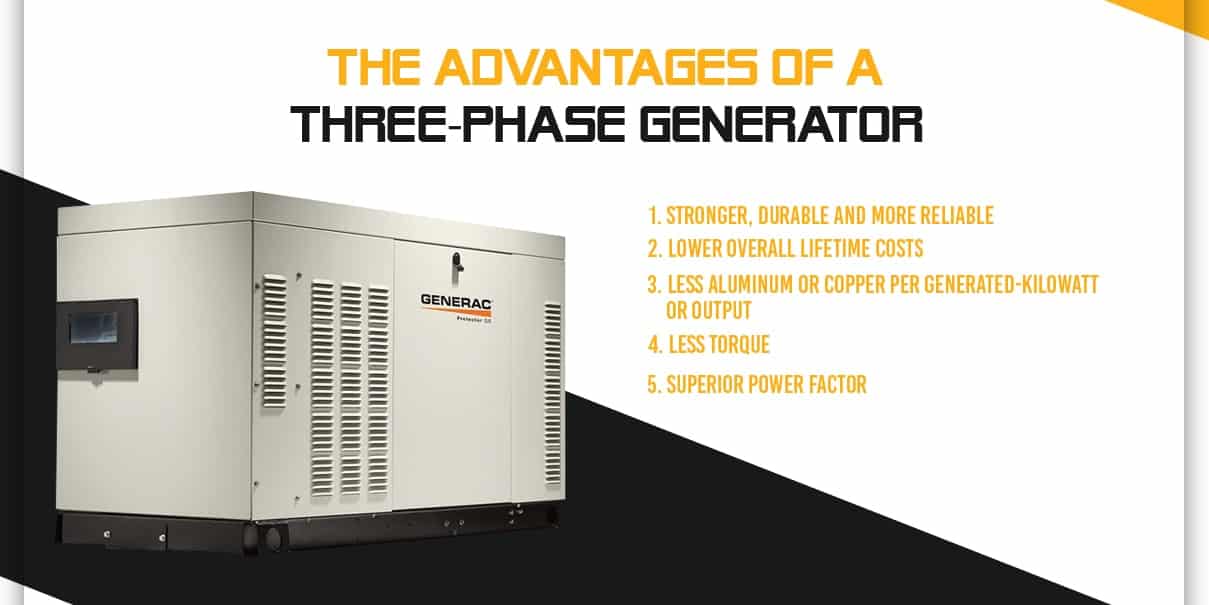 THE ADVANTAGES OF A
THREE-PHASE GENERATOR
1. STRONGER, DURABLE AND MORE RELIABLE
2. LOWER OVERALL LIFETIME COSTS
3. LESS ALUMINUM OR COPPER PER GENERATED-KILOWATT
OR OUTPUT
4. LESS TORQUE
5. SUPERIOR POWER FACTOR
GENERAC
Protector